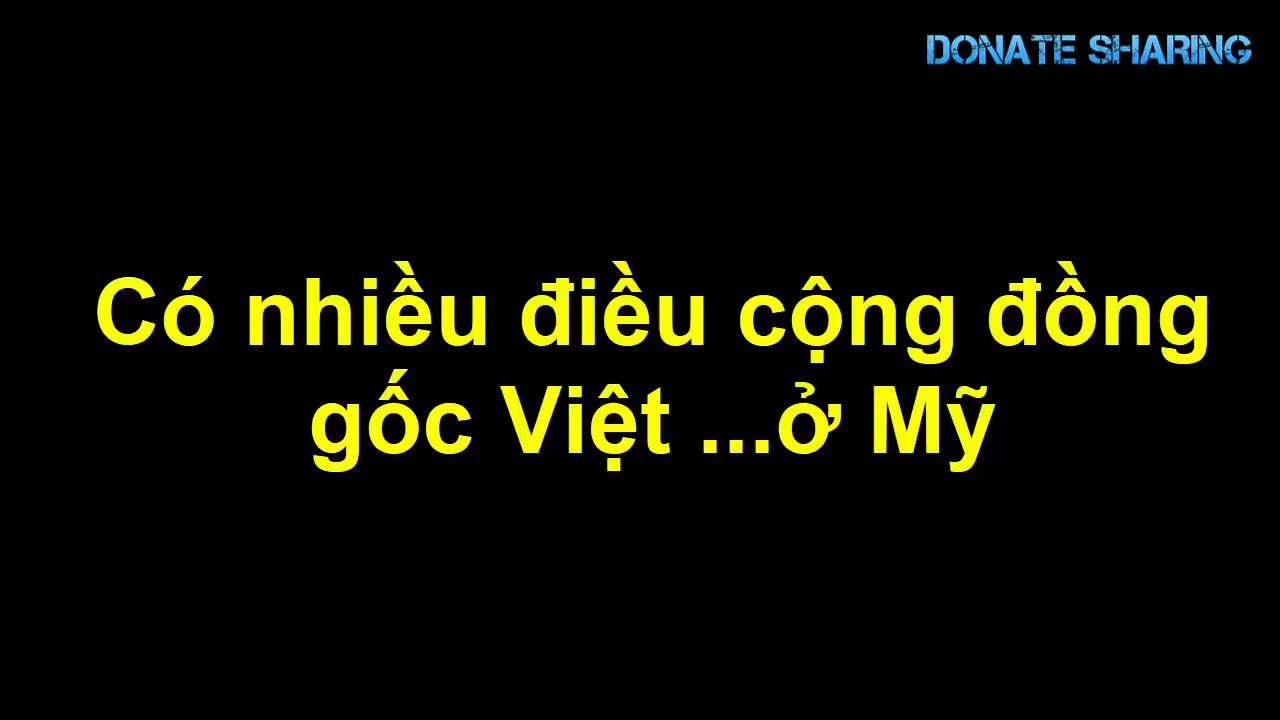 DONATE SHARING
Có nhiều điều cộng đồng
gốc Việt ...ở Mỹ